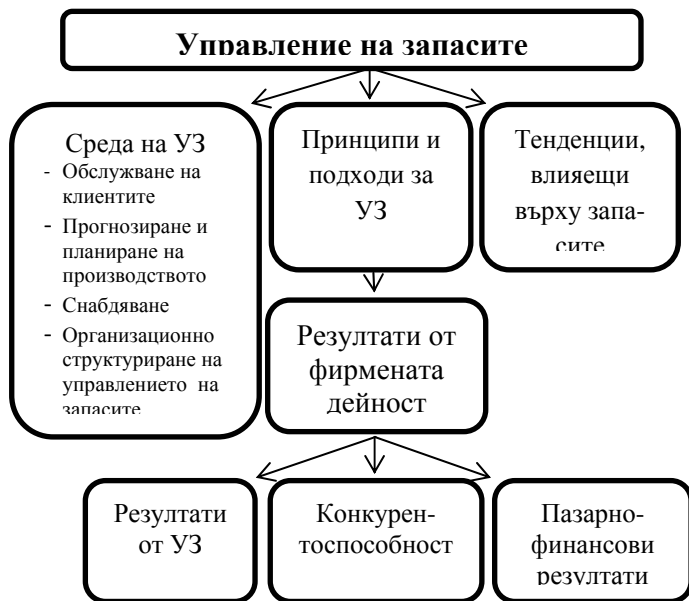 Управление на запасите
Среда на УЗ
- Обслужване на
клиентите
- Прогнозиране и
планиране на
производството
- Снабдяване
- Организационно
структуриране на
управлението на
запасите
Принципи и
подходи за
УЗ
Тенденции,
влияещи
върху запа-
сите
Резултати от
фирмената
дейност
Резултати
от УЗ
Конкурен-
тоспособност
Пазарно-
финансови
резултати